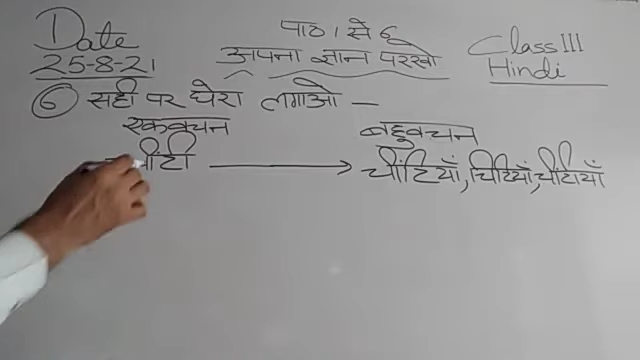 Date
25-8-21
पाठ 1 से 6
अपना ज्ञान परखो
Class III
Hindi
6 सही पर घेरा लगाओ —
एकवचन
बहुवचन
चींटियाँ, चिटियाँ, चीटीयाँ